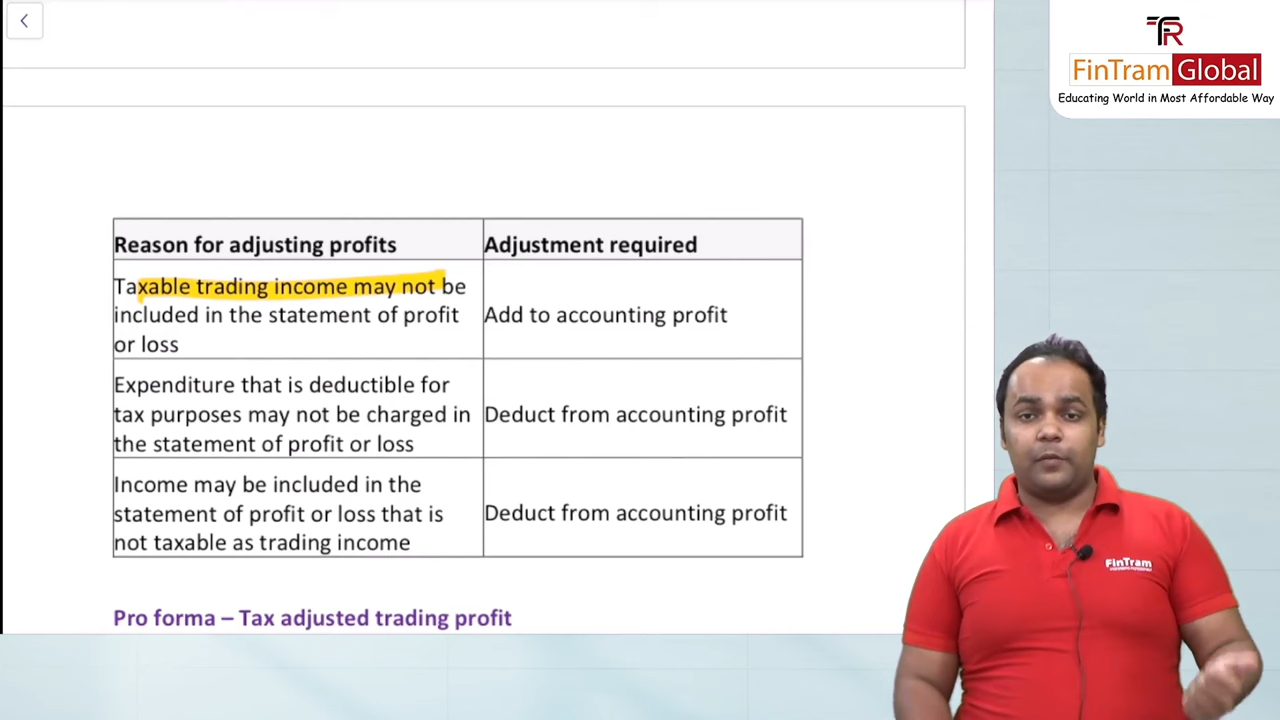 TR
FinTram Global
Educating World in Most Affordable Way
Reason for adjusting profits
Adjustment required
Taxable trading income may not be
included in the statement of profit
or loss
Add to accounting profit
Expenditure that is deductible for
tax purposes may not be charged in
the statement of profit or loss
Deduct from accounting profit
Income may be included in the
statement of profit or loss that is
not taxable as trading income
Deduct from accounting profit
Pro forma – Tax adjusted trading profit
FinTram